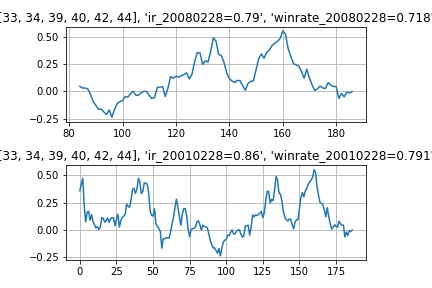 [33, 34, 39, 40, 42, 44], 'ir_20080228=0.79', 'winrate_20080228=0.718'
0.50
0.25
0.00
−0.25
80 100 120 140 160 180
[33, 34, 39, 40, 42, 44], 'ir_20010228=0.86', 'winrate_20010228=0.791'
0.50
0.25
0.00
−0.25
0 25 50 75 100 125 150 175